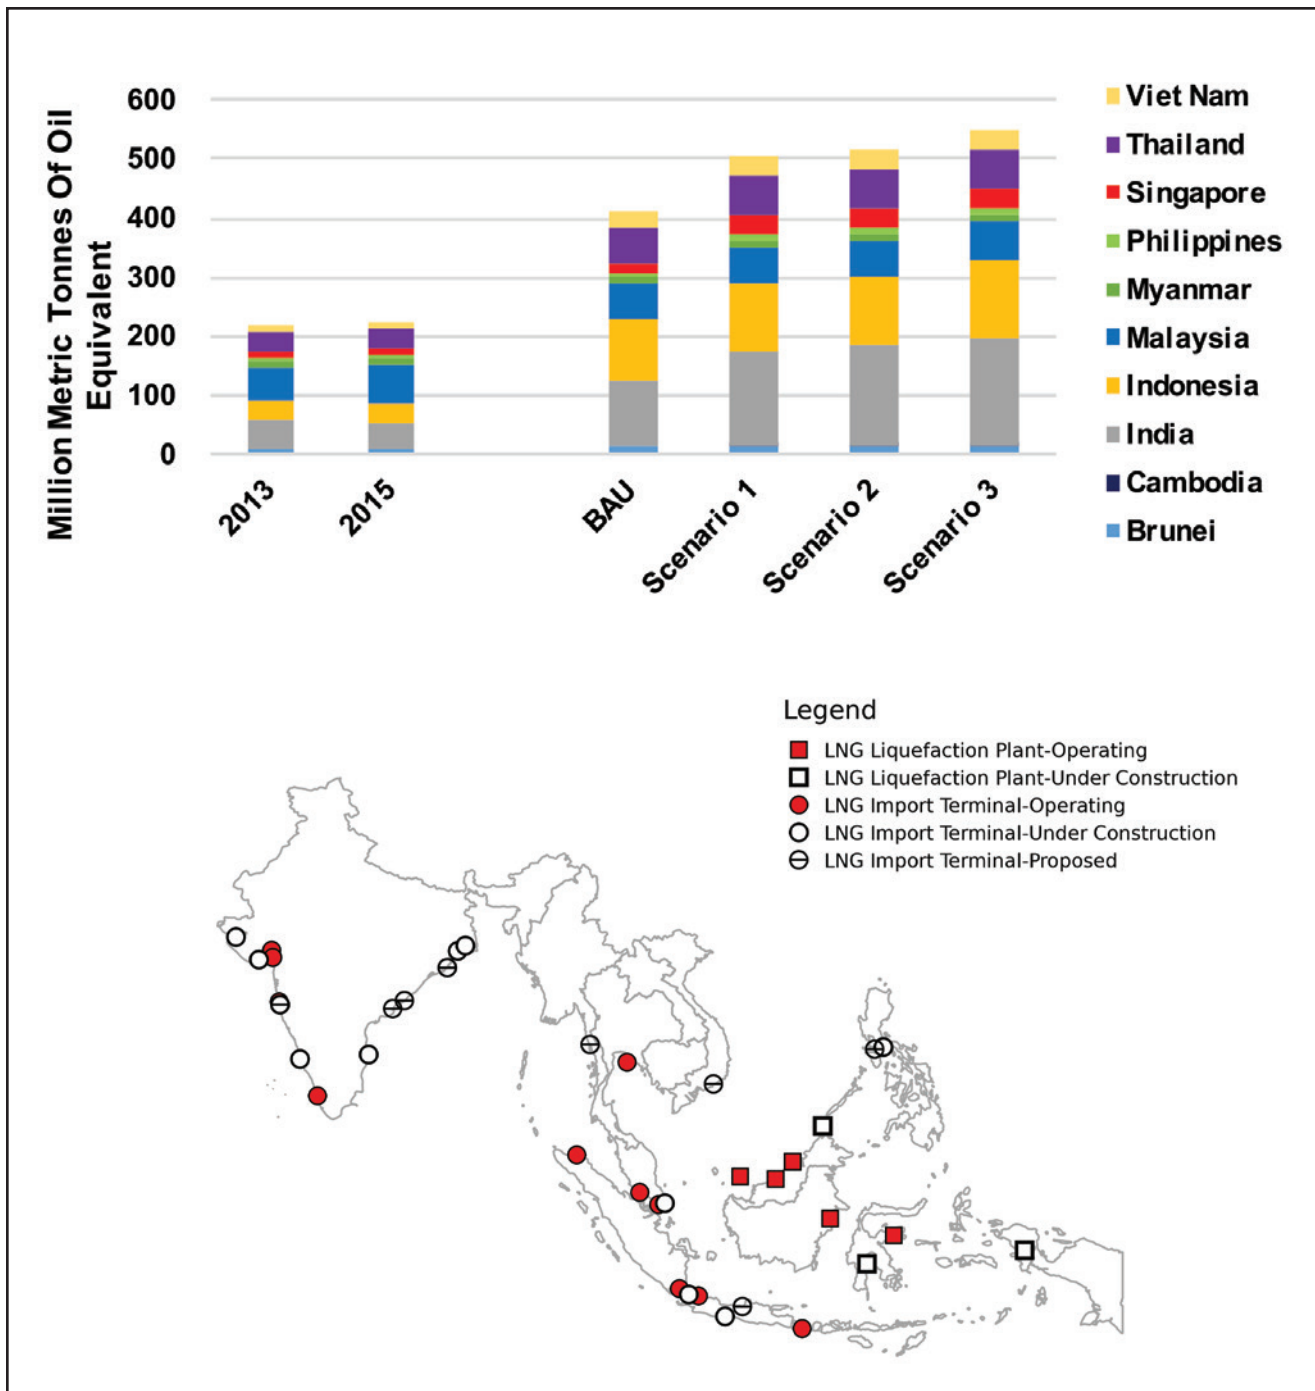 Million Metric Tonnes Of Oil
Equivalent
600
500
400
300
200
100
0
2013
2015
BAU
Scenario 1
Scenario 2
Scenario 3
Viet Nam
Thailand
Singapore
Philippines
Myanmar
Malaysia
Indonesia
India
Cambodia
Brunei
Legend
LNG Liquefaction Plant-Operating
LNG Liquefaction Plant-Under Construction
LNG Import Terminal-Operating
LNG Import Terminal-Under Construction
LNG Import Terminal-Proposed